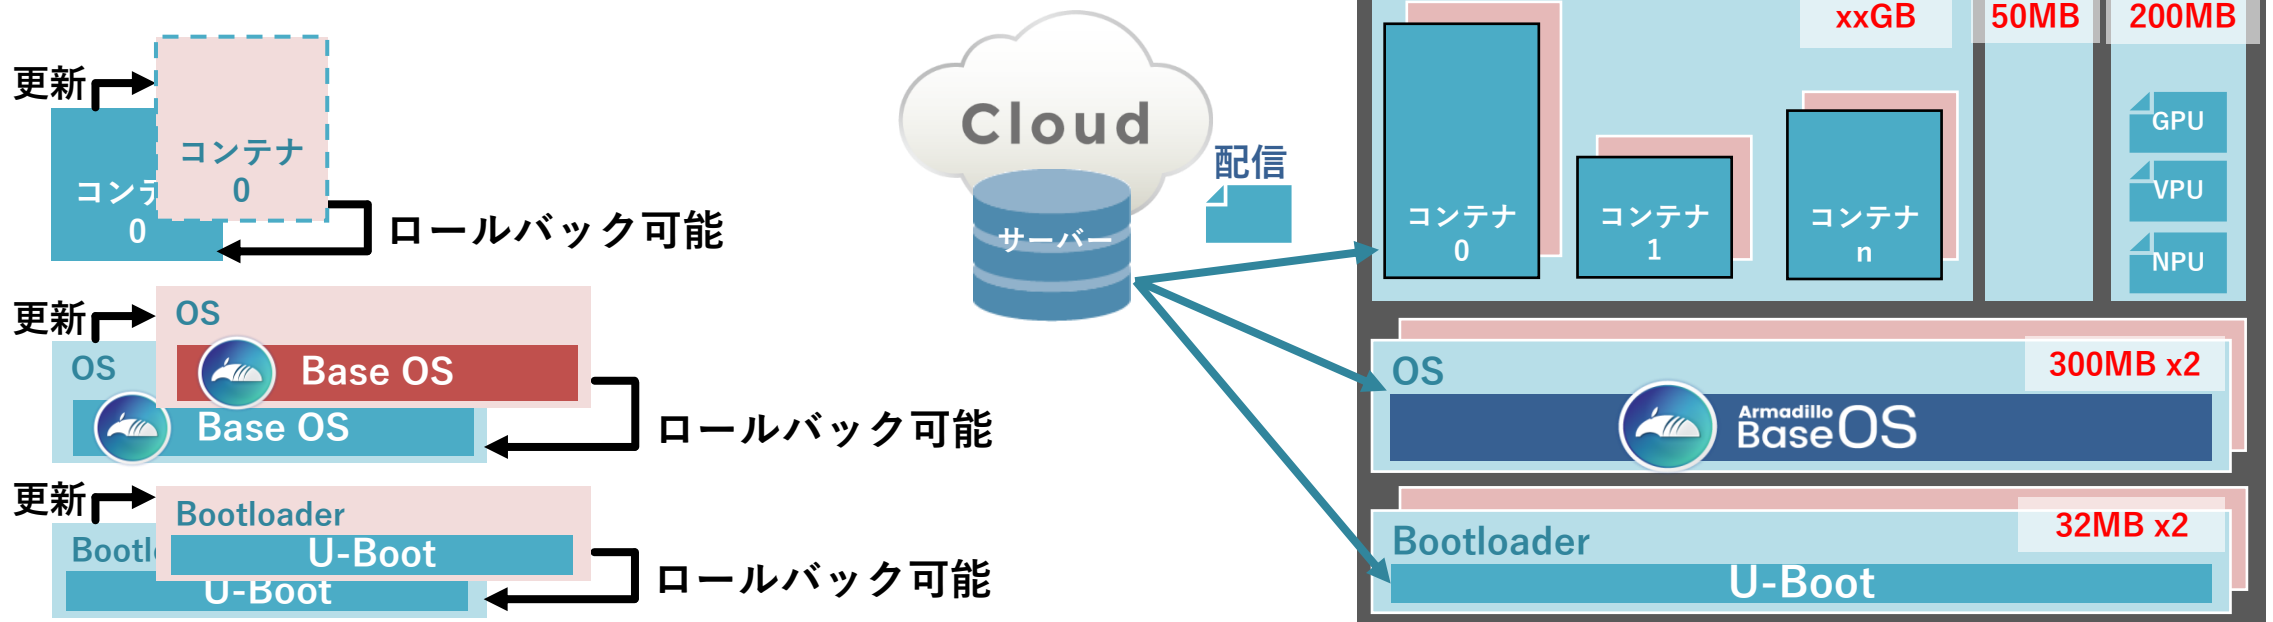 更新
コンテナ
0
コンテ
0
ロールバック可能
更新
OS
Base OS
OS
Base OS
ロールバック可能
更新
Bootloader
U-Boot
Bootl
U-Boot
ロールバック可能
Cloud
サーバー
配信
xxGB
50MB
200MB
コンテナ
0
コンテナ
1
コンテナ
n
GPU
VPU
NPU
OS
300MB x2
Armadillo
Base OS
Bootloader
32MB x2
U-Boot